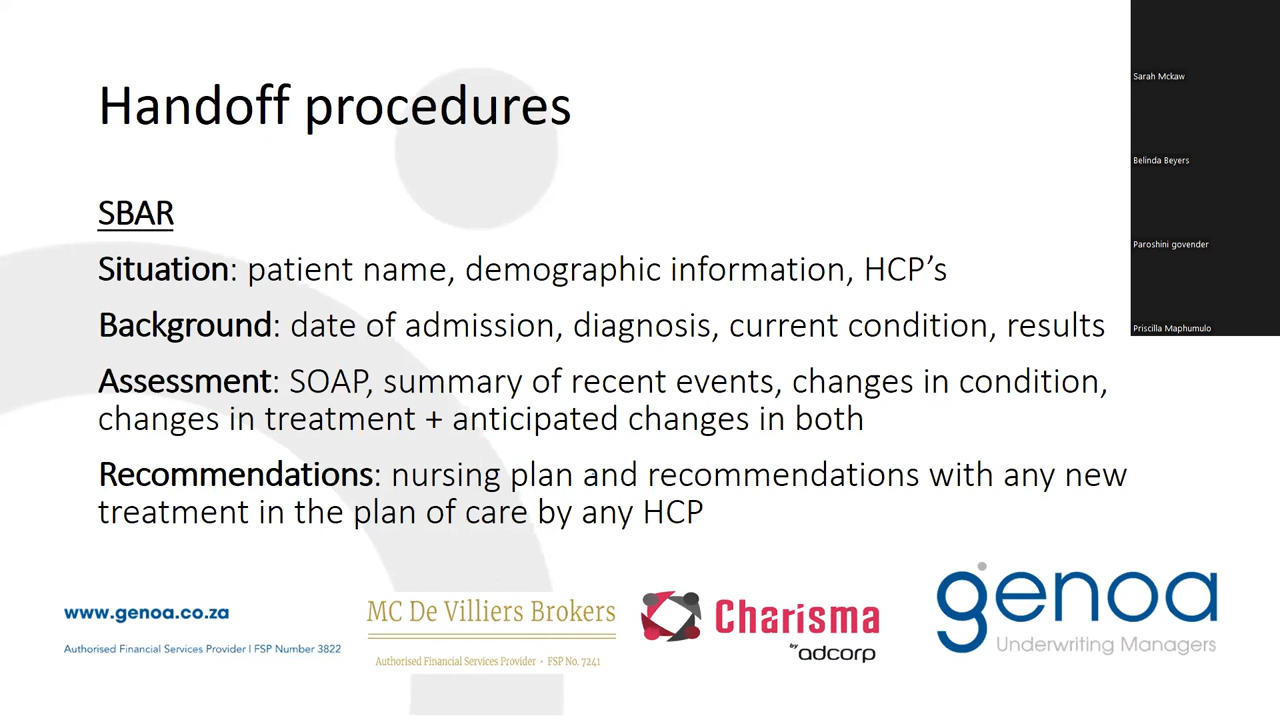 Handoff procedures
SBAR
Situation: patient name, demographic information, HCP’s
Background: date of admission, diagnosis, current condition, results
Assessment: SOAP, summary of recent events, changes in condition,
changes in treatment + anticipated changes in both
Recommendations: nursing plan and recommendations with any new
treatment in the plan of care by any HCP
www.genoa.co.za
Authorised Financial Services Provider | FSP Number 3822
MC De Villiers Brokers
Authorised Financial Services Provider • FSP No. 7241
Charisma
by adcorp
genoa
Underwriting Managers
Sarah Mckaw
Belinda Beyers
Paroshini govender
Priscilla Maphumulo